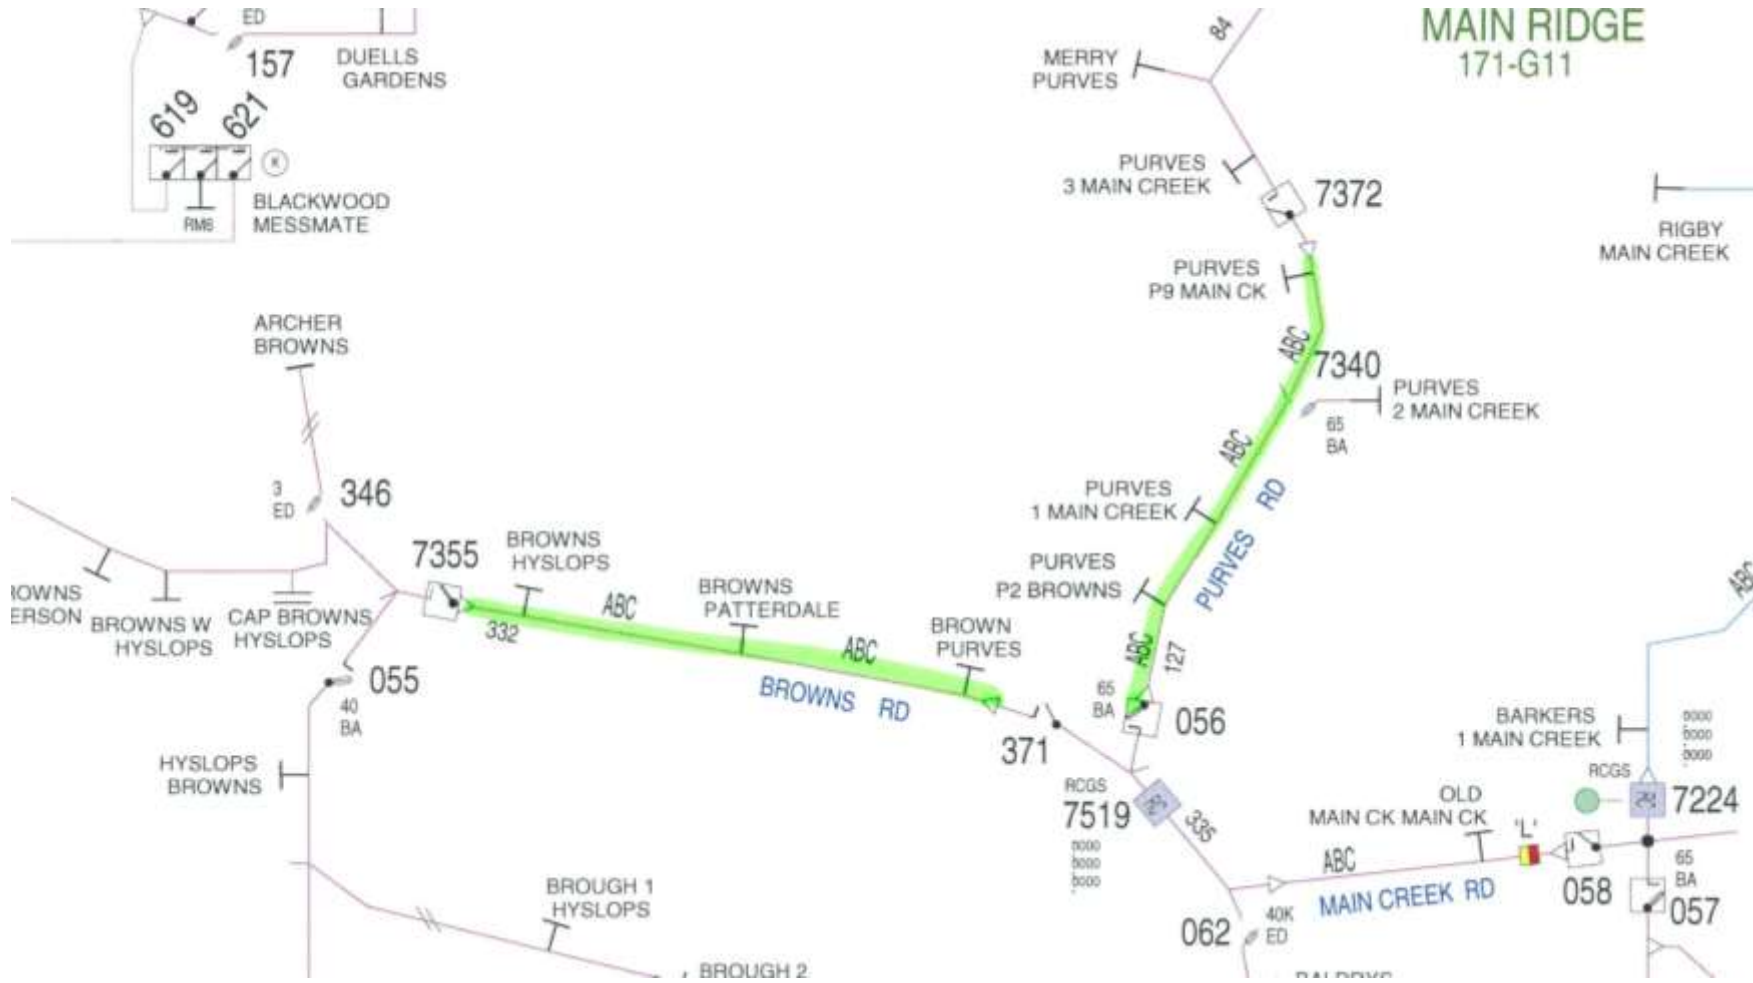 ED
157
DUELLS
GARDENS
619
621
K
RM6
BLACKWOOD
MESSMATE
MAIN RIDGE
171-G11
84
MERRY
PURVES
PURVES
3 MAIN CREEK
7372
RIGBY
MAIN CREEK
PURVES
P9 MAIN CK
ABC
7340
PURVES
2 MAIN CREEK
65
BA
ABC
PURVES
1 MAIN CREEK
PURVES RD
PURVES
P2 BROWNS
ABC
127
65
BA
056
ARCHER
BROWNS
3
ED
346
7355
BROWNS
HYSLOPS
332
ABC
BROWNS
PATTERDALE
ABC
BROWN
PURVES
BROWNS RD
371
ROWNS
ERSON
BROWNS W
HYSLOPS
CAP BROWNS
HYSLOPS
055
40
BA
HYSLOPS
BROWNS
RCGS
7519
335
ABC
BARKERS
1 MAIN CREEK
RCGS
7224
OLD
MAIN CK MAIN CK
'L'
ABC
MAIN CREEK RD
058
65
BA
057
062
40K
ED
BROUGH 1
HYSLOPS
BROUGH 2
BALDRYS